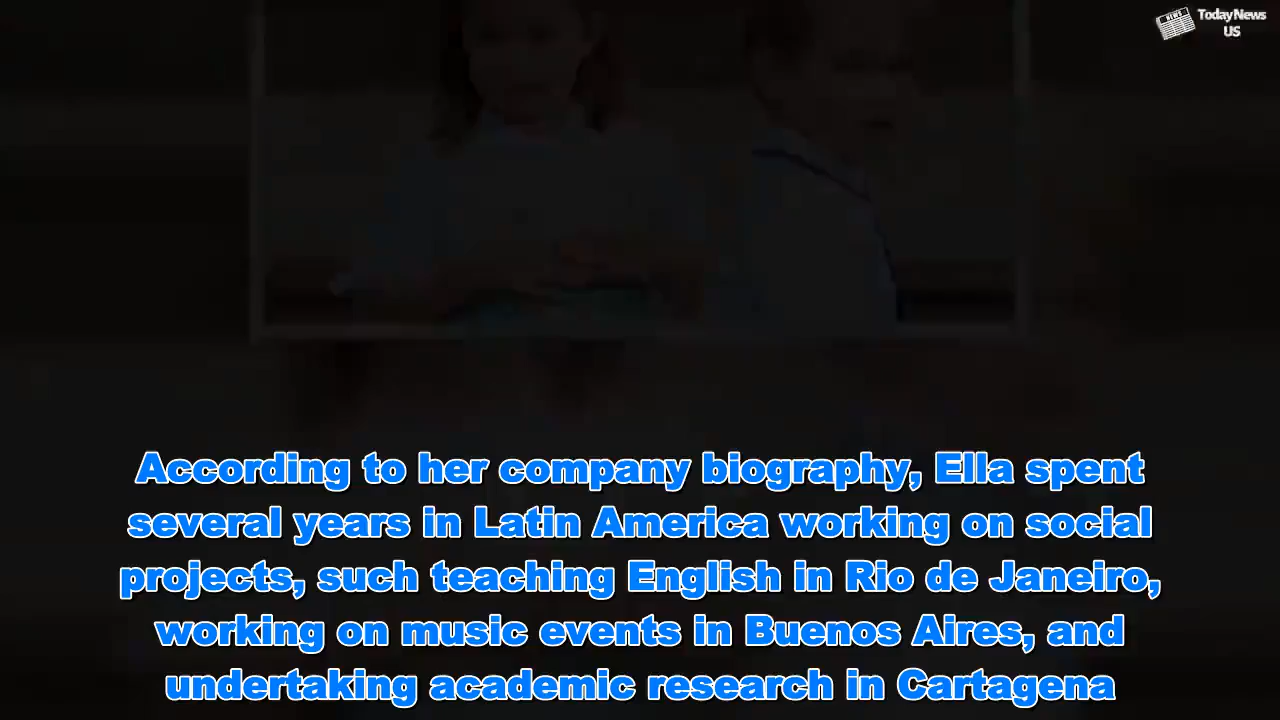 NEWS
TodayNews
US
According to her company biography, Ella spent
several years in Latin America working on social
projects, such teaching English in Rio de Janeiro,
working on music events in Buenos Aires, and
undertaking academic research in Cartagena